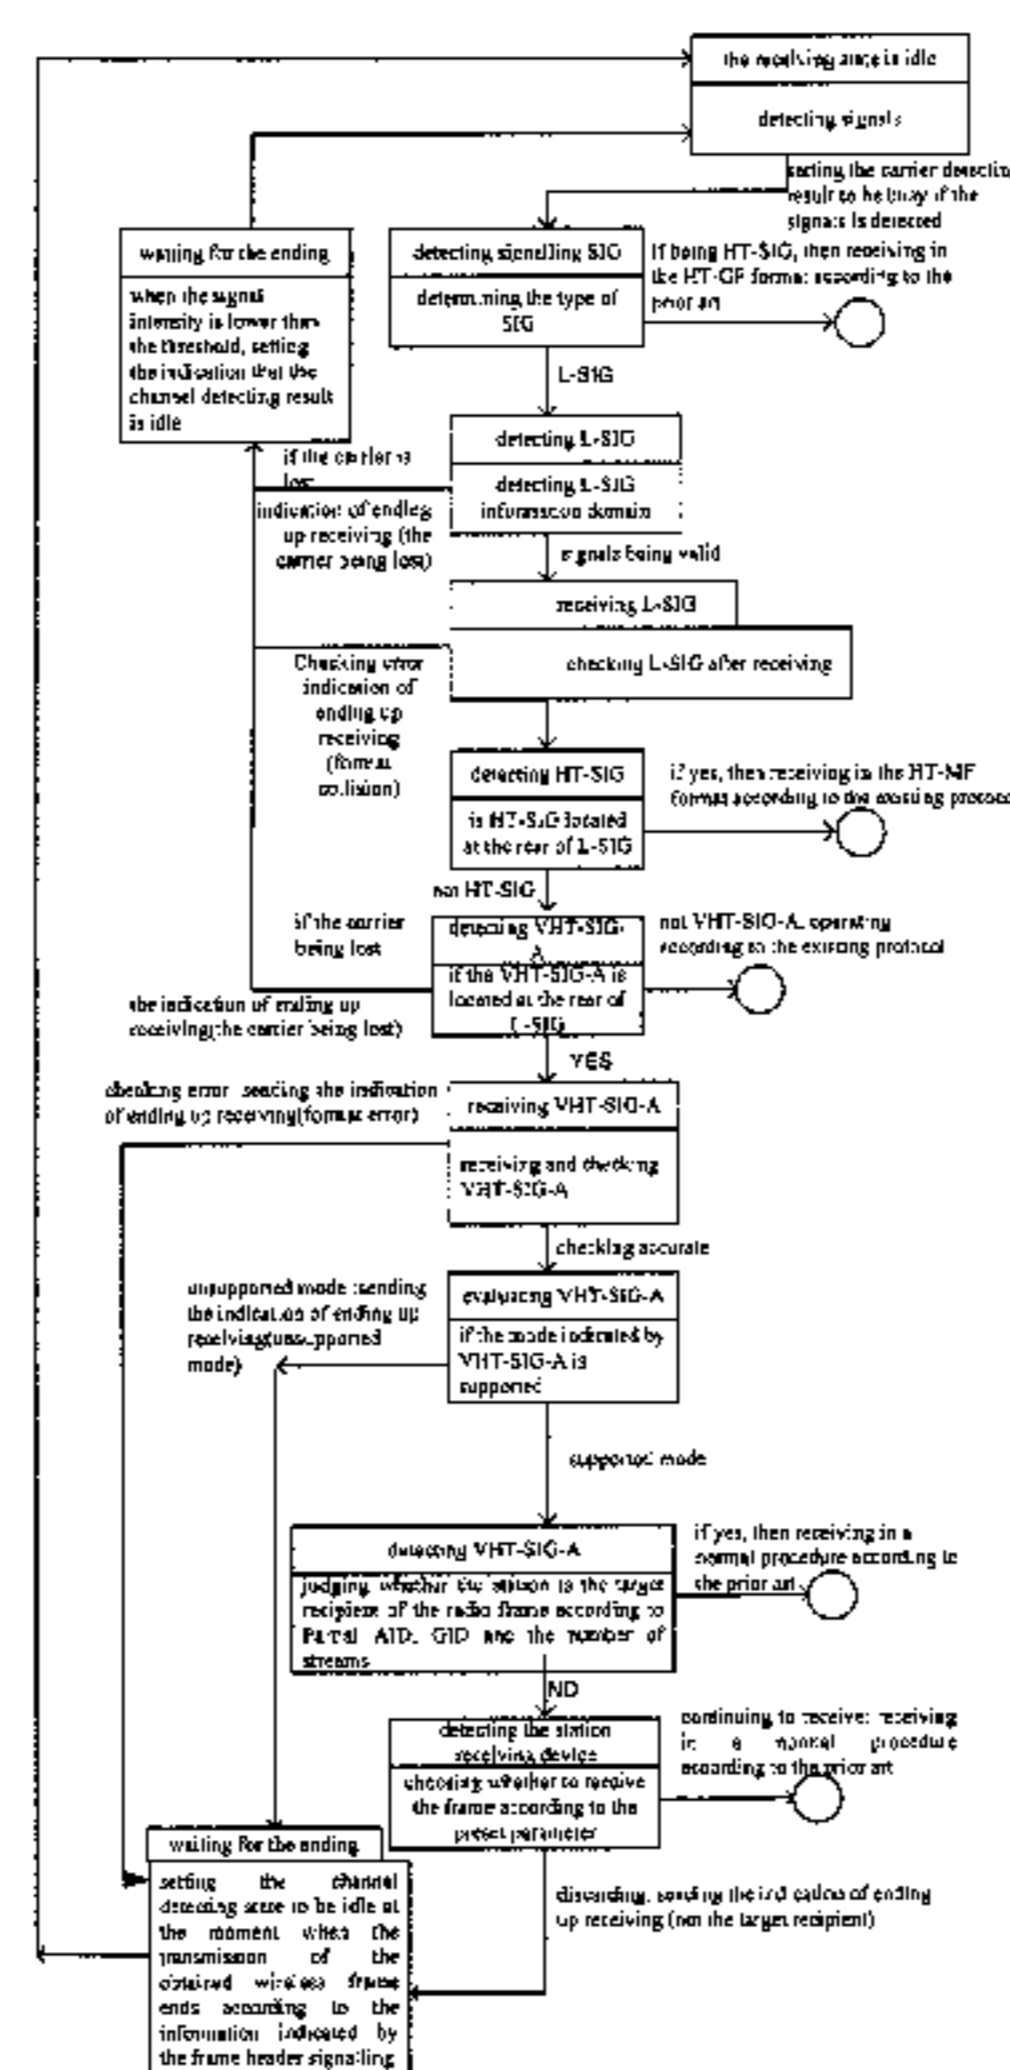 the receiving state is idle
detecting signals
setting the carrier detectin
result to be busy if the
signals is detected
waiting for the ending
when the signal
intensity is lower than
the threshold, setting
the indication that the
channel detecting result
is idle
detecting signelling SIG
determining the type of
SIG
If being HT-SIG, then receiving in
the HT-GF format according to the
prior art
L-SIG
detecting L-SIG
detecting L-SIG
information domain
if the carrier is
lost
indication of ending
up receiving (the
carrier being lost)
signals being valid
receiving L-SIG
checking L-SIG after receiving
Checking error
indication of
ending up
receiving
(format
collision)
detecting HT-SIG
is HT-SIG located
at the rear of L-SIG
if yes, then receiving in the HT-MF
format according to the existing protoco
not HT-SIG
if the carrier
being lost
detecting VHT-SIG-
A
if the VHT-SIG-A is
located at the rear of
L-SIG
not VHT-SIG-A, operating
according to the existing protocol
the indication of ending up
receiving(the carrier being lost)
YES
checking error sending the indication
of ending up receiving(format error)
receiving VHT-SIG-A
receiving and checking
VHT-SIG-A
checking accurate
unsupported mode :sending
the indication of ending up
receiving(unsupported
mode)
evaluating VHT-SIG-A
if the mode indicated by
VHT-SIG-A is
supported
supported mode
detecting VHT-SIG-A
judging whether the station is the target
recipient of the radio frame according to
Partial AID, GID and the number of
streams
if yes, then receiving in a
normal procedure according to
the prior art
NO
detecting the station
receiving device
choosing whether to receive
the frame according to the
preset parameter
continuing to receive: receiving
in a normal procedure
according to the prior art
waiting for the ending
setting the channel
detecting state to be idle at
the moment when the
transmission of the
obtained wireless frame
ends according to the
information indicated by
the frame header signalling
discarding, sending the indication of ending
up receiving (not the target recipient)